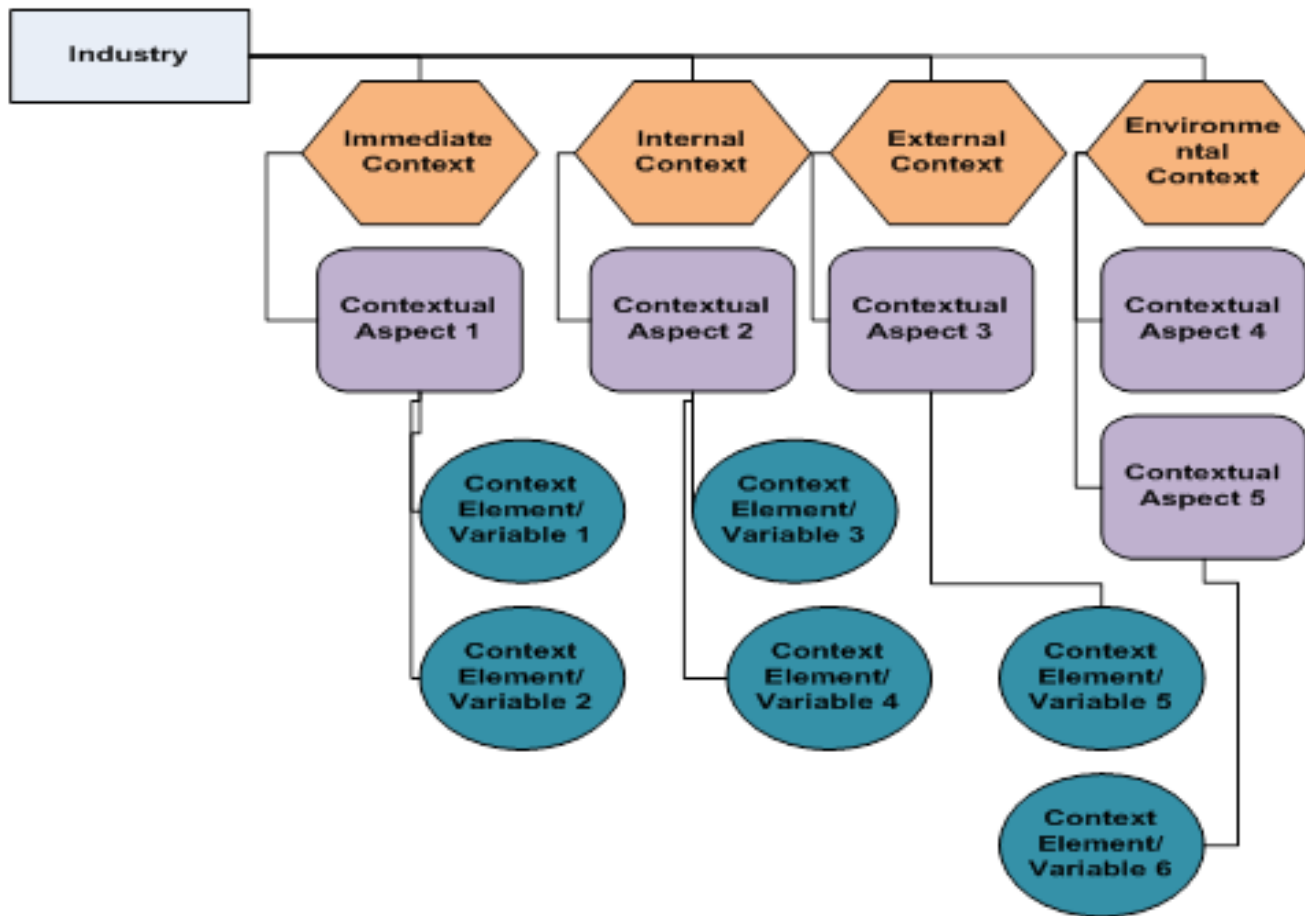 Industry
Immediate
Context
Internal
Context
External
Context
Environme
ntal
Context
Contextual
Aspect 1
Contextual
Aspect 2
Contextual
Aspect 3
Contextual
Aspect 4
Contextual
Aspect 5
Context
Element/
Variable 1
Context
Element/
Variable 3
Context
Element/
Variable 2
Context
Element/
Variable 4
Context
Element/
Variable 5
Context
Element/
Variable 6